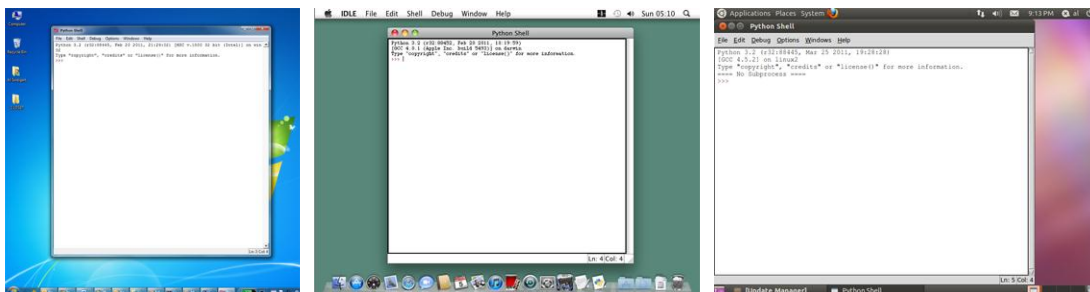 Python Shell
File Edit Shell Debug Options Windows Help
Type "copyright", "credits" or "license()" for more information.
>>>
IDLE File Edit Shell Debug Window Help
Sun 05:10
Python Shell
Python 3.2 (r32:88452, Feb 20 2011, 10:19:59)
[GCC 4.0.1 (Apple Inc. build 5493)] on darwin
Type "copyright", "credits" or "license()" for more information.
>>>
Ln: 4 Col: 4
Applications Places System
9:13 PM
Python Shell
File Edit Debug Options Windows Help
Python 3.2 (r32:88445, Mar 25 2011, 19:28:28)
[GCC 4.5.2] on linux2
Type "copyright", "credits" or "license()" for more information.
==== No Subprocess ====
>>>
Ln: 5 Col: 4
[Update Manager] Python Shell